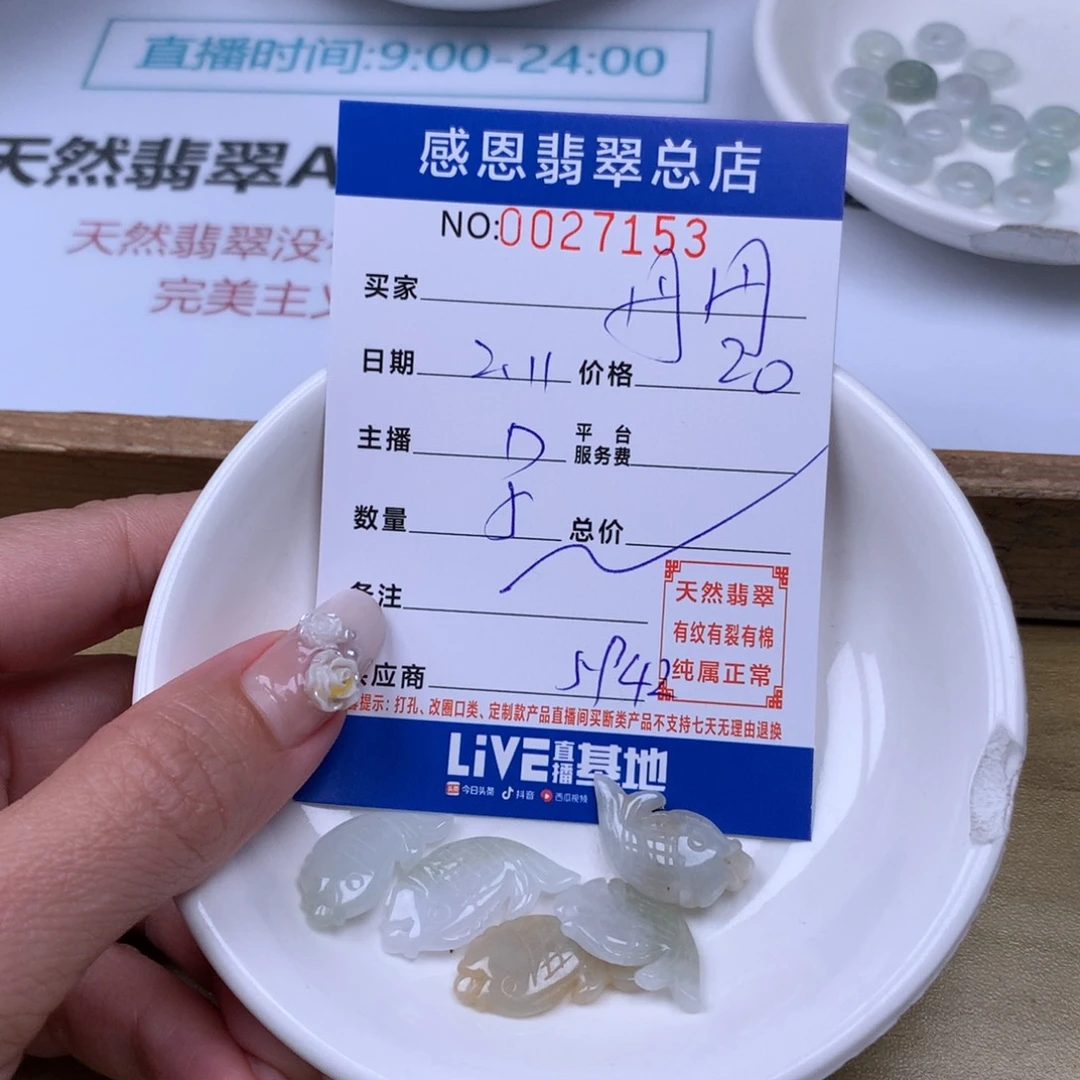 直播时间:9:00-24:00
天然翡翠A
天然翡翠没
完美主义
感恩翡翠总店
NO:0027153
买家 丹丹
日期 2.11 价格 20
主播 D 平台服务费
数量 总价
备注
天然翡翠
有纹有裂有棉
纯属正常
应商
提示：打孔、改圈口类、定制款产品直播间买断类产品不支持七天无理由退换
LiVE直播基地
今日头条 抖音 西瓜视频